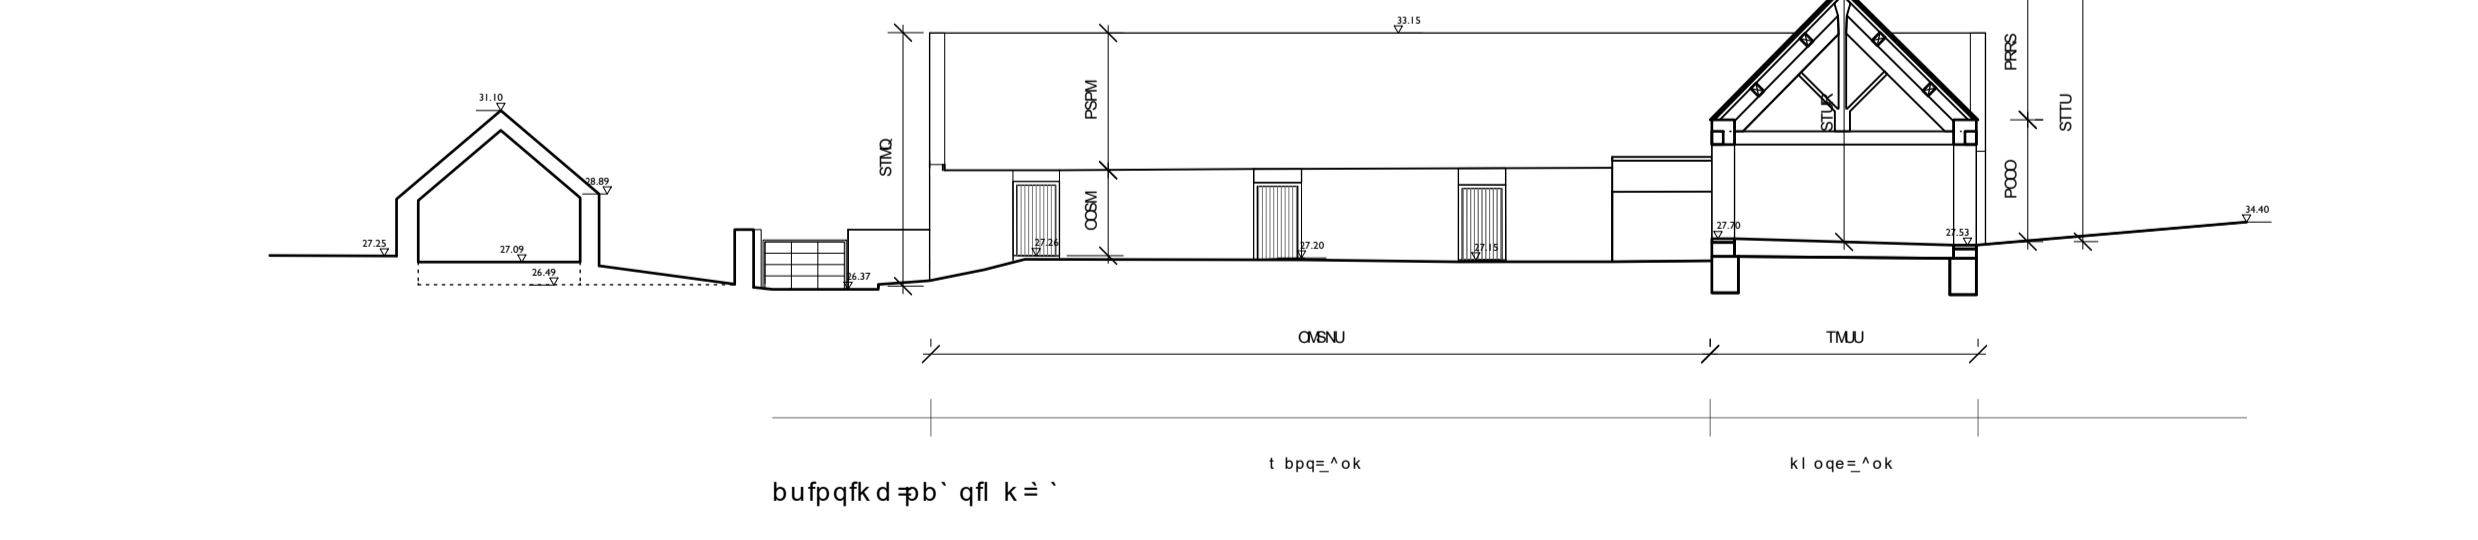 33.15
PRRS
31.10
PSPM
STTU
STUR
STMQ
28.89
POOO
OOSM
34.40
27.70
27.53
27.25
27.09
27.26
27.20
27.15
26.49
26.37
OMSNU
TMUU
t bpq=_^ok
kl oqe=_^ok
bufpqfkd=pb`qflk=`